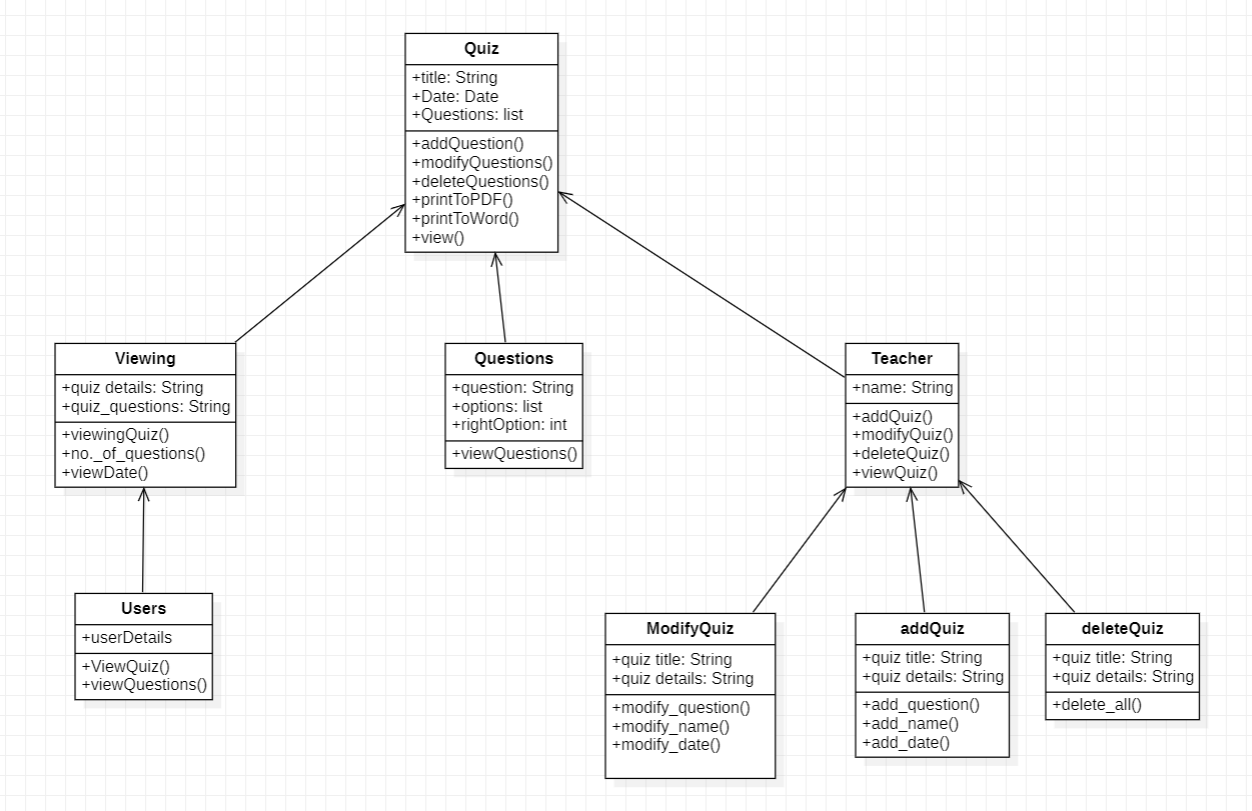 Quiz
+title: String
+Date: Date
+Questions: list
+addQuestion()
+modifyQuestions()
+deleteQuestions()
+printToPDF()
+printToWord()
+view()
Viewing
+quiz details: String
+quiz_questions: String
+viewingQuiz()
+no._of_questions()
+viewDate()
Questions
+question: String
+options: list
+rightOption: int
+viewQuestions()
Teacher
+name: String
+addQuiz()
+modifyQuiz()
+deleteQuiz()
+viewQuiz()
Users
+userDetails
+ViewQuiz()
+viewQuestions()
ModifyQuiz
+quiz title: String
+quiz details: String
+modify_question()
+modify_name()
+modify_date()
addQuiz
+quiz title: String
+quiz details: String
+add_question()
+add_name()
+add_date()
deleteQuiz
+quiz title: String
+quiz details: String
+delete_all()